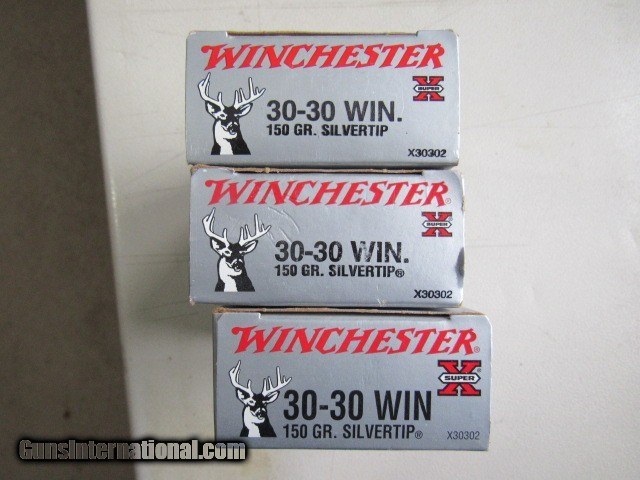 WINCHESTER
SUPER X
30-30 WIN.
150 GR. SILVERTIP
X30302
WINCHESTER®
SUPER X
30-30 WIN.
150 GR. SILVERTIP®
X30302
WINCHESTER®
SUPER X®
30-30 WIN
150 GR. SILVERTIP®
X30302
GunsInternational.com